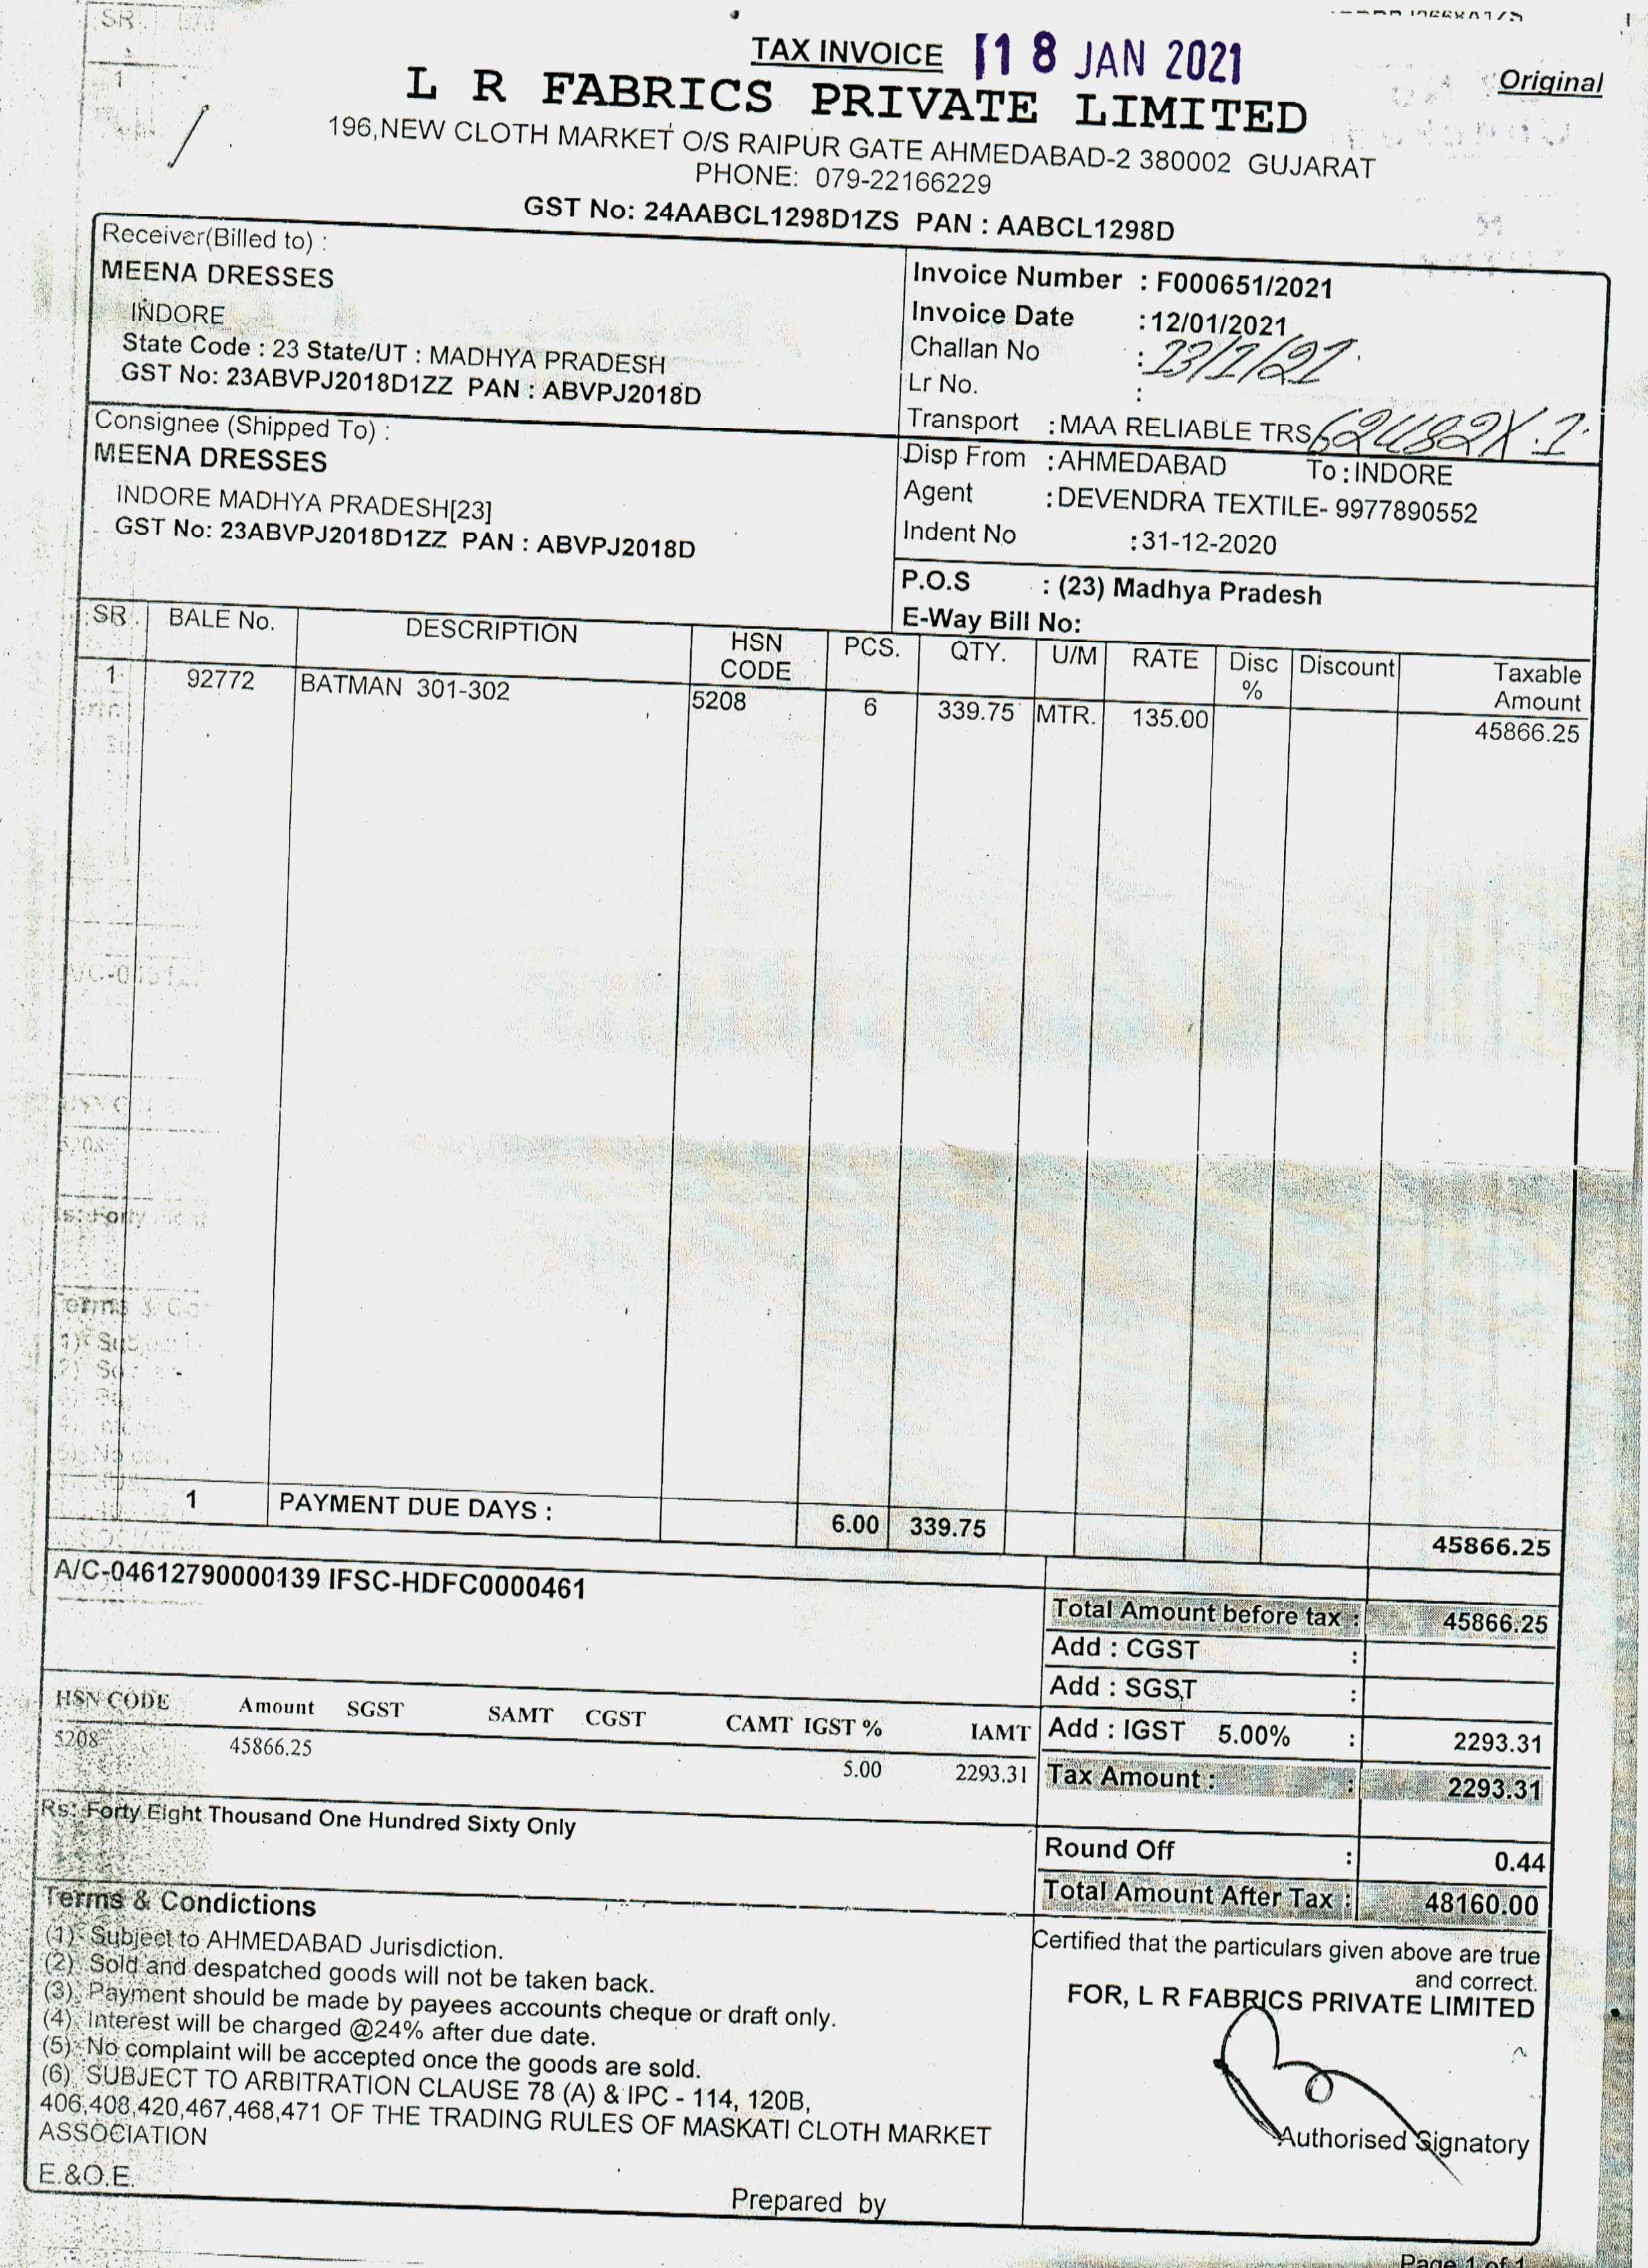 TAX INVOICE 18 JAN 2021
Original
L R FABRICS PRIVATE LIMITED
196,NEW CLOTH MARKET O/S RAIPUR GATE AHMEDABAD-2 380002 GUJARAT
PHONE: 079-22166229
GST No: 24AABCL1298D1ZS PAN : AABCL1298D
Receiver(Billed to) :
MEENA DRESSES
INDORE
State Code : 23 State/UT : MADHYA PRADESH
GST No: 23ABVPJ2018D1ZZ PAN : ABVPJ2018D
Invoice Number : F000651/2021
Invoice Date : 12/01/2021
Challan No : 13/1/21
Lr No. :
Transport : MAA RELIABLE TRS
Consignee (Shipped To) :
MEENA DRESSES
INDORE MADHYA PRADESH[23]
GST No: 23ABVPJ2018D1ZZ PAN : ABVPJ2018D
Disp From : AHMEDABAD To : INDORE
Agent : DEVENDRA TEXTILE- 9977890552
Indent No : 31-12-2020
P.O.S : (23) Madhya Pradesh
E-Way Bill No:
SR. BALE No. DESCRIPTION HSN CODE PCS. QTY. U/M RATE Disc % Discount Taxable Amount
1 92772 BATMAN 301-302 5208 6 339.75 MTR. 135.00 45866.25
1 PAYMENT DUE DAYS : 6.00 339.75 45866.25
A/C-04612790000139 IFSC-HDFC0000461
Total Amount before tax : 45866.25
Add : CGST :
Add : SGST :
Add : IGST 5.00% : 2293.31
Tax Amount : : 2293.31
HSN CODE Amount SGST SAMT CGST CAMT IGST % IAMT
5208 45866.25 5.00 2293.31
Rs: Forty Eight Thousand One Hundred Sixty Only
Round Off : 0.44
Total Amount After Tax : 48160.00
Terms & Condictions
(1) Subject to AHMEDABAD Jurisdiction.
(2) Sold and despatched goods will not be taken back.
(3) Payment should be made by payees accounts cheque or draft only.
(4) Interest will be charged @24% after due date.
(5) No complaint will be accepted once the goods are sold.
(6) SUBJECT TO ARBITRATION CLAUSE 78 (A) & IPC - 114, 120B,
406,408,420,467,468,471 OF THE TRADING RULES OF MASKATI CLOTH MARKET
ASSOCIATION
E.&O.E.
Prepared by
Certified that the particulars given above are true
and correct.
FOR, L R FABRICS PRIVATE LIMITED
Authorised Signatory
Page 1 of 1